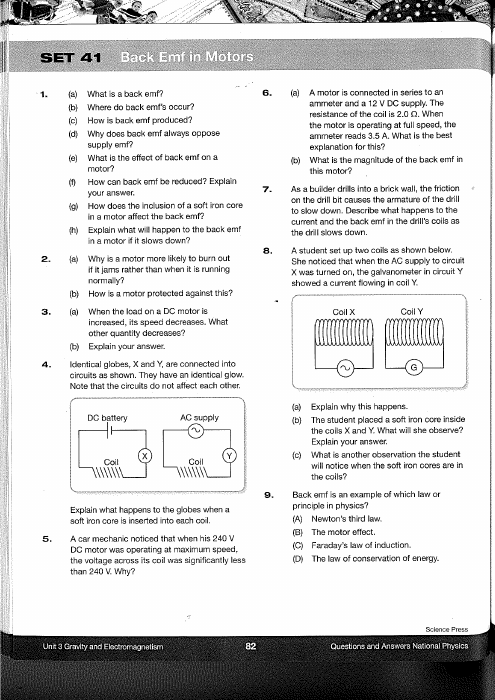 SET 41 Back Emf in Motors
1. (a) What is a back emf?
(b) Where do back emf's occur?
(c) How is back emf produced?
(d) Why does back emf always oppose
supply emf?
(e) What is the effect of back emf on a
motor?
(f) How can back emf be reduced? Explain
your answer.
(g) How does the inclusion of a soft iron core
in a motor affect the back emf?
(h) Explain what will happen to the back emf
in a motor if it slows down?
2. (a) Why is a motor more likely to burn out
if it jams rather than when it is running
normally?
(b) How is a motor protected against this?
3. (a) When the load on a DC motor is
increased, its speed decreases. What
other quantity decreases?
(b) Explain your answer.
4. Identical globes, X and Y, are connected into
circuits as shown. They have an identical glow.
Note that the circuits do not affect each other.
DC battery AC supply
X Y
Coil Coil
Explain what happens to the globes when a
soft iron core is inserted into each coil.
5. A car mechanic noticed that when his 240 V
DC motor was operating at maximum speed,
the voltage across its coil was significantly less
than 240 V. Why?
6. (a) A motor is connected in series to an
ammeter and a 12 V DC supply. The
resistance of the coil is 2.0 Ω. When
the motor is operating at full speed, the
ammeter reads 3.5 A. What is the best
explanation for this?
(b) What is the magnitude of the back emf in
this motor?
7. As a builder drills into a brick wall, the friction
on the drill bit causes the armature of the drill
to slow down. Describe what happens to the
current and the back emf in the drill's coils as
the drill slows down.
8. A student set up two coils as shown below.
She noticed that when the AC supply to circuit
X was turned on, the galvanometer in circuit Y
showed a current flowing in coil Y.
Coil X Coil Y
G
(a) Explain why this happens.
(b) The student placed a soft iron core inside
the coils X and Y. What will she observe?
Explain your answer.
(c) What is another observation the student
will notice when the soft iron cores are in
the coils?
9. Back emf is an example of which law or
principle in physics?
(A) Newton's third law.
(B) The motor effect.
(C) Faraday's law of induction.
(D) The law of conservation of energy.
Science Press
Unit 3 Gravity and Electromagnetism 82 Questions and Answers National Physics